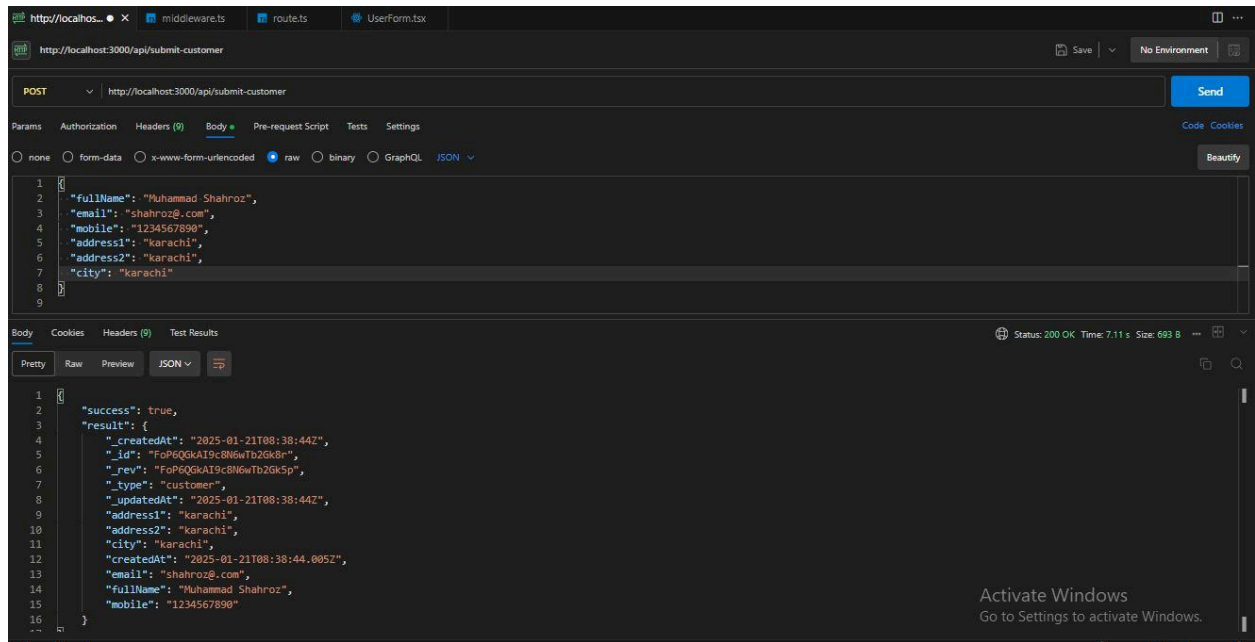 http://localhos... ● × middleware.ts route.ts UserForm.tsx ...
http://localhost:3000/api/submit-customer Save No Environment
POST http://localhost:3000/api/submit-customer Send
Params Authorization Headers (9) Body Pre-request Script Tests Settings Code Cookies
none form-data x-www-form-urlencoded raw binary GraphQL JSON Beautify
1 {
2 "fullName": "Muhammad Shahroz",
3 "email": "shahroz@.com",
4 "mobile": "1234567890",
5 "address1": "karachi",
6 "address2": "karachi",
7 "city": "karachi"
8 }
9
Body Cookies Headers (9) Test Results Status: 200 OK Time: 7.11 s Size: 693 B ...
Pretty Raw Preview JSON
1 {
2 "success": true,
3 "result": {
4 "_createdAt": "2025-01-21T08:38:44Z",
5 "_id": "FoP6QGkAI9c8N6wTb2Gk8r",
6 "_rev": "FoP6QGkAI9c8N6wTb2Gk5p",
7 "_type": "customer",
8 "_updatedAt": "2025-01-21T08:38:44Z",
9 "address1": "karachi",
10 "address2": "karachi",
11 "city": "karachi",
12 "createdAt": "2025-01-21T08:38:44.005Z",
13 "email": "shahroz@.com",
14 "fullName": "Muhammad Shahroz",
15 "mobile": "1234567890"
16 }
Activate Windows
Go to Settings to activate Windows.